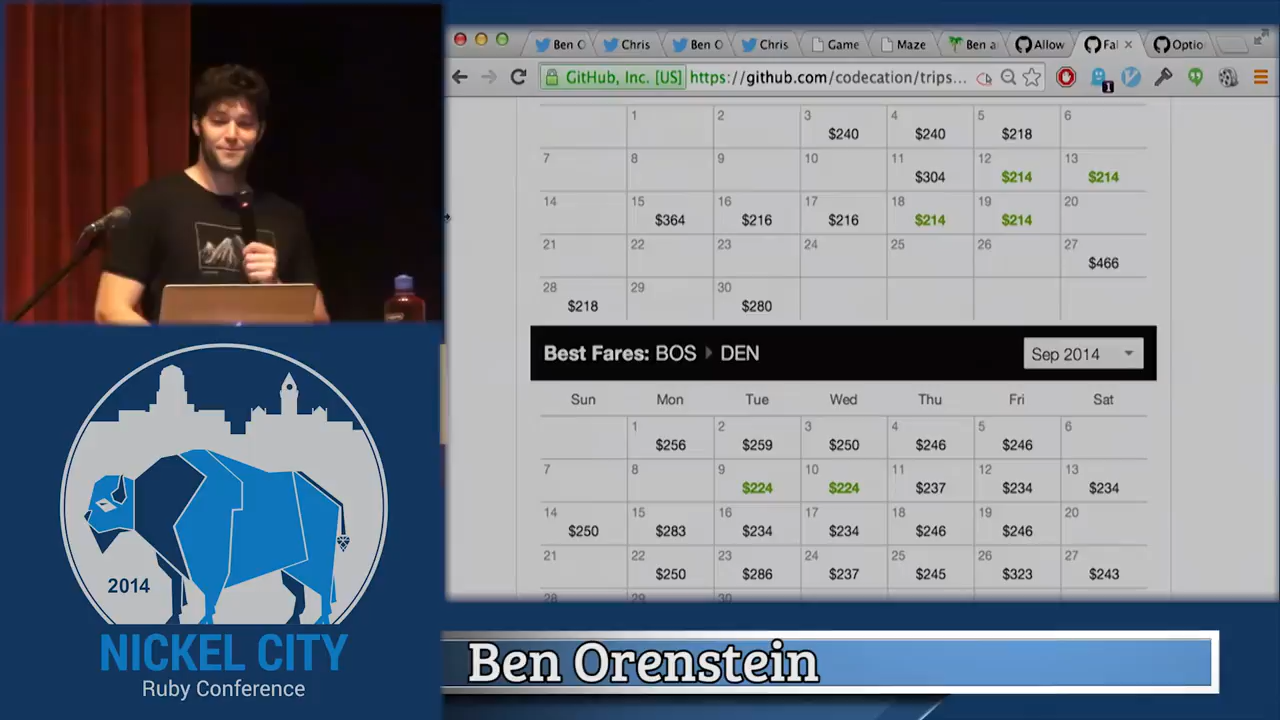 Ben O
Chris
Ben O
Chris
Game
Maze
Ben a
Allow
Fal
Optio
GitHub, Inc. [US] https://github.com/codecation/trips...
1
1 2 3 4 5 6
$240 $240 $218
7 8 9 10 11 12 13
$304 $214 $214
14 15 16 17 18 19 20
$364 $216 $216 $214 $214
21 22 23 24 25 26 27
$466
28 29 30
$218 $280
Best Fares: BOS DEN Sep 2014
Sun Mon Tue Wed Thu Fri Sat
1 2 3 4 5 6
$256 $259 $250 $246 $246
7 8 9 10 11 12 13
$224 $224 $237 $234 $234
14 15 16 17 18 19 20
$250 $283 $234 $234 $246 $246
21 22 23 24 25 26 27
$250 $286 $237 $245 $323 $243
28 29 30
2014
NICKEL CITY
Ruby Conference
Ben Orenstein